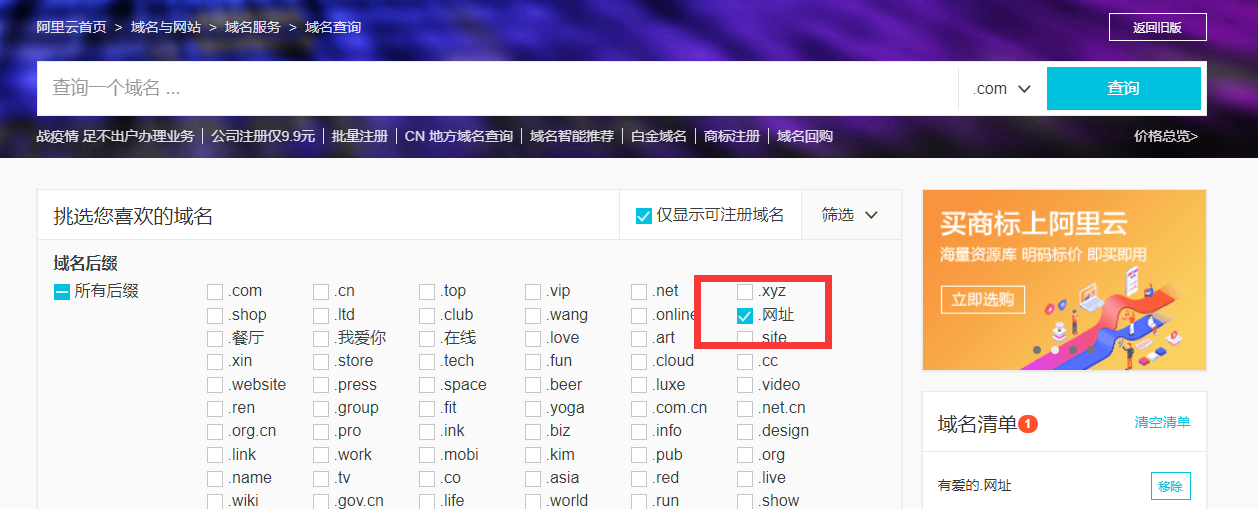 阿里云首页 > 域名与网站 > 域名服务 > 域名查询
返回旧版
查询一个域名 ...
.com
查询
战疫情 足不出户办理业务 | 公司注册仅9.9元 | 批量注册 | CN 地方域名查询 | 域名智能推荐 | 白金域名 | 商标注册 | 域名回购
价格总览>
挑选您喜欢的域名
仅显示可注册域名
筛选
域名后缀
所有后缀 .com .cn .top .vip .net .xyz
.shop .ltd .club .wang .online .网址
.餐厅 .我爱你 .在线 .love .art .site
.xin .store .tech .fun .cloud .cc
.website .press .space .beer .luxe .video
.ren .group .fit .yoga .com.cn .net.cn
.org.cn .pro .ink .biz .info .design
.link .work .mobi .kim .pub .org
.name .tv .co .asia .red .live
.wiki .gov.cn .life .world .run .show
买商标上阿里云
海量资源库 明码标价 即买即用
立即选购
域名清单 1
清空清单
有爱的.网址
移除